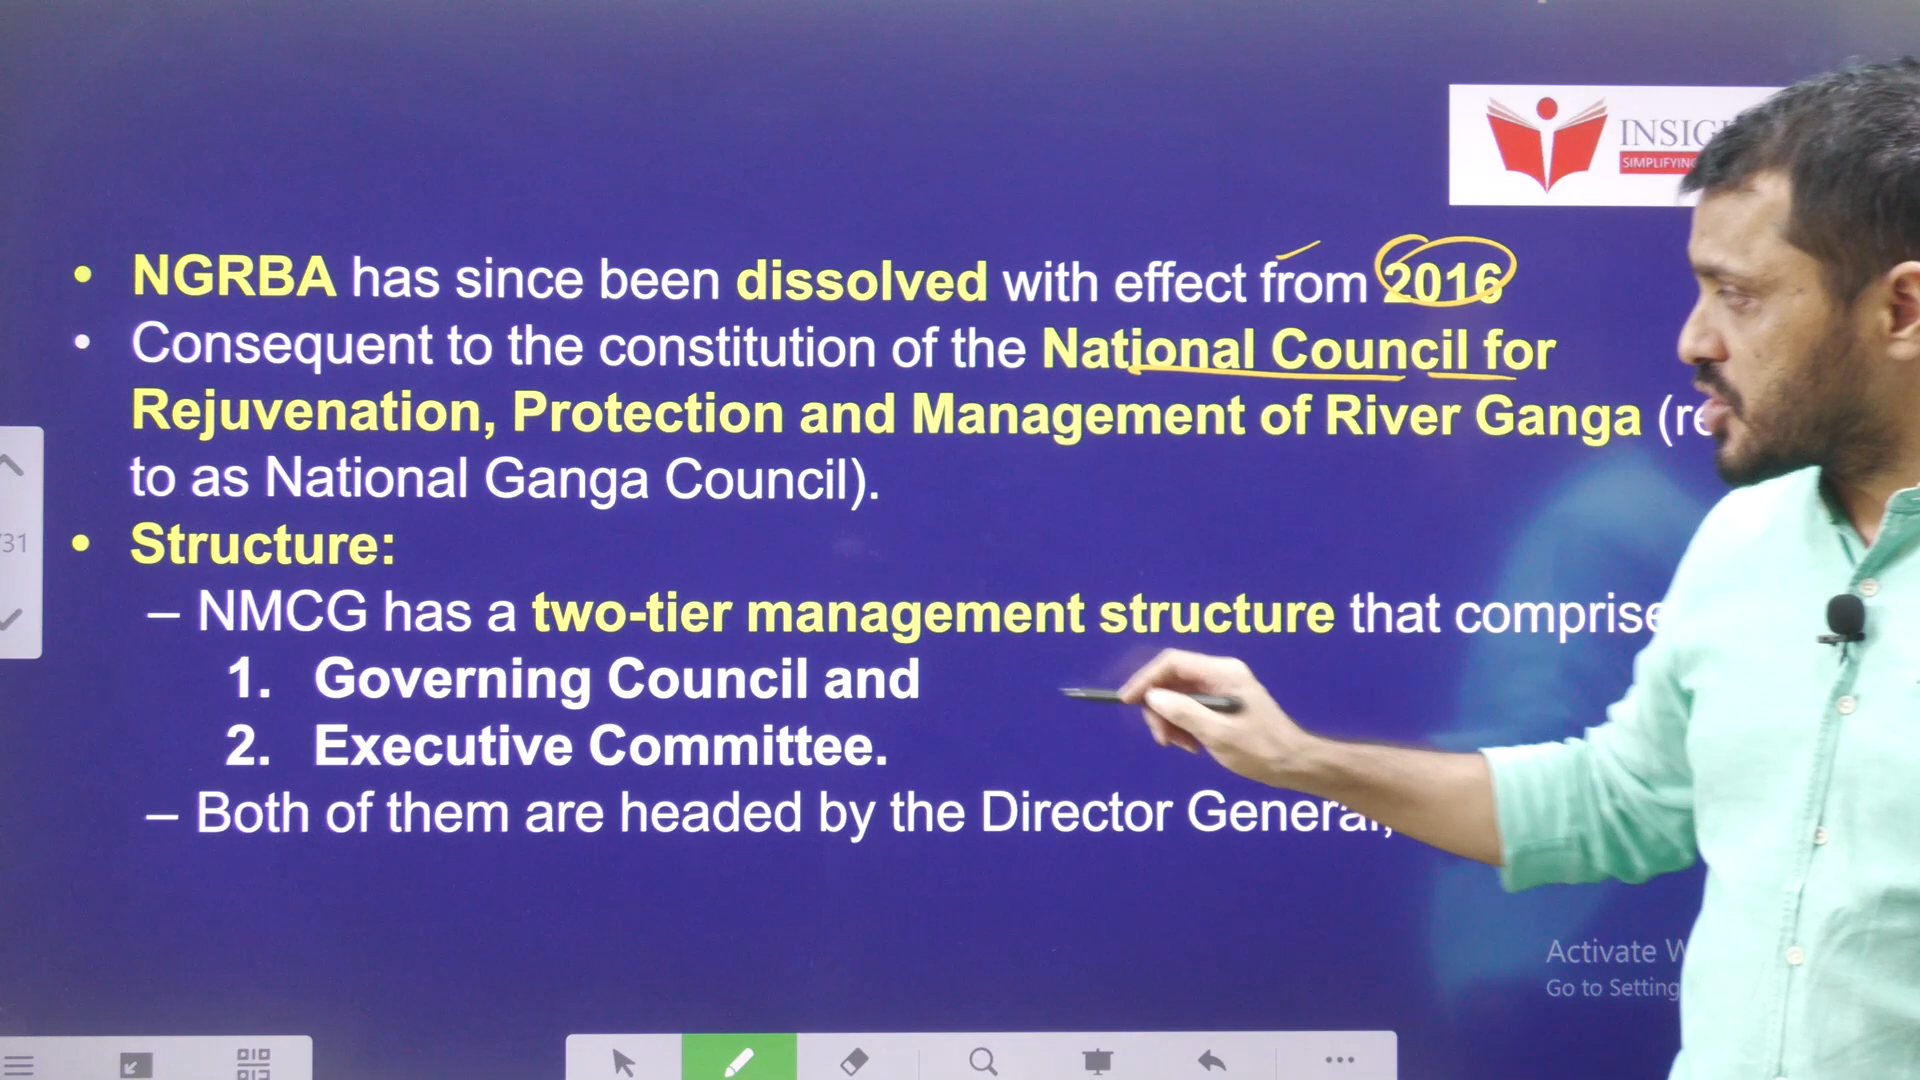 INSIG
SIMPLIFYING
• NGRBA has since been dissolved with effect from 2016
• Consequent to the constitution of the National Council for
Rejuvenation, Protection and Management of River Ganga (re
to as National Ganga Council).
/31
• Structure:
– NMCG has a two-tier management structure that comprise
1. Governing Council and
2. Executive Committee.
– Both of them are headed by the Director General,
Activate W
Go to Setting